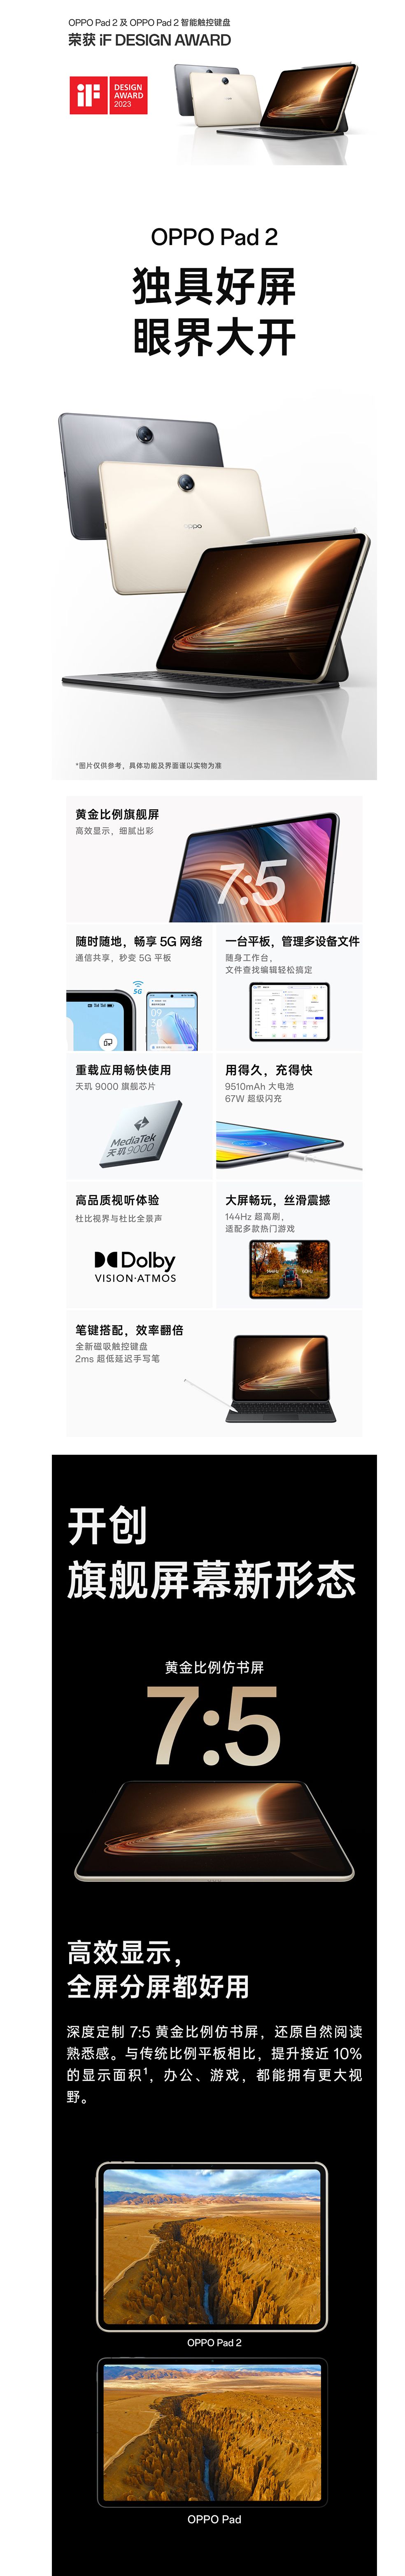 OPPO Pad 2 及 OPPO Pad 2 智能触控键盘
荣获 iF DESIGN AWARD
iF
DESIGN
AWARD
2023
OPPO Pad 2
独具好屏
眼界大开
oppo
*图片仅供参考，具体功能及界面谨以实物为准
黄金比例旗舰屏
高效显示，细腻出彩
7:5
随时随地，畅享 5G 网络
通信共享，秒变 5G 平板
5G
一台平板，管理多设备文件
随身工作台，
文件查找编辑轻松搞定
重载应用畅快使用
天玑 9000 旗舰芯片
MediaTek
天玑9000
用得久，充得快
9510mAh 大电池
67W 超级闪充
高品质视听体验
杜比视界与杜比全景声
Dolby
VISION·ATMOS
大屏畅玩，丝滑震撼
144Hz 超高刷，
适配多款热门游戏
笔键搭配，效率翻倍
全新磁吸触控键盘
2ms 超低延迟手写笔
开创
旗舰屏幕新形态
黄金比例仿书屏
7:5
高效显示，
全屏分屏都好用
深度定制 7:5 黄金比例仿书屏，还原自然阅读
熟悉感。与传统比例平板相比，提升接近 10%
的显示面积1，办公、游戏，都能拥有更大视
野。
OPPO Pad 2
OPPO Pad